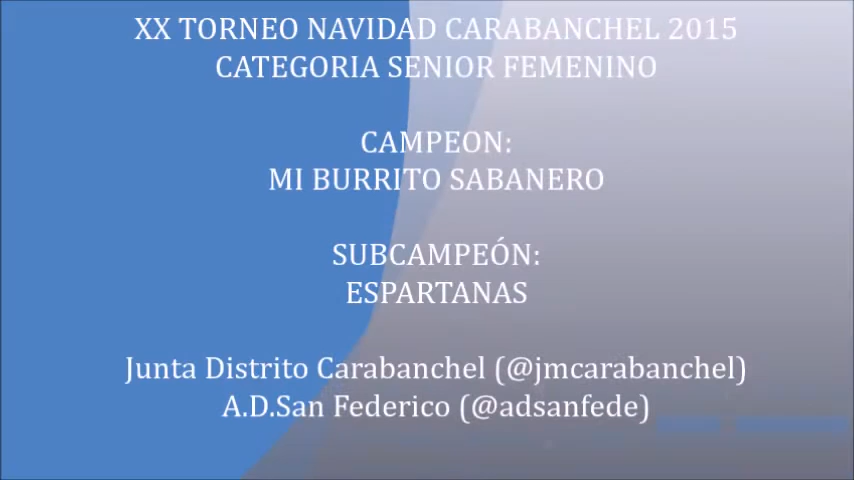 XX TORNEO NAVIDAD CARABANCHEL 2015
CATEGORIA SENIOR FEMENINO
CAMPEON:
MI BURRITO SABANERO
SUBCAMPEÓN:
ESPARTANAS
Junta Distrito Carabanchel (@jmcarabanchel)
A.D.San Federico (@adsanfede)